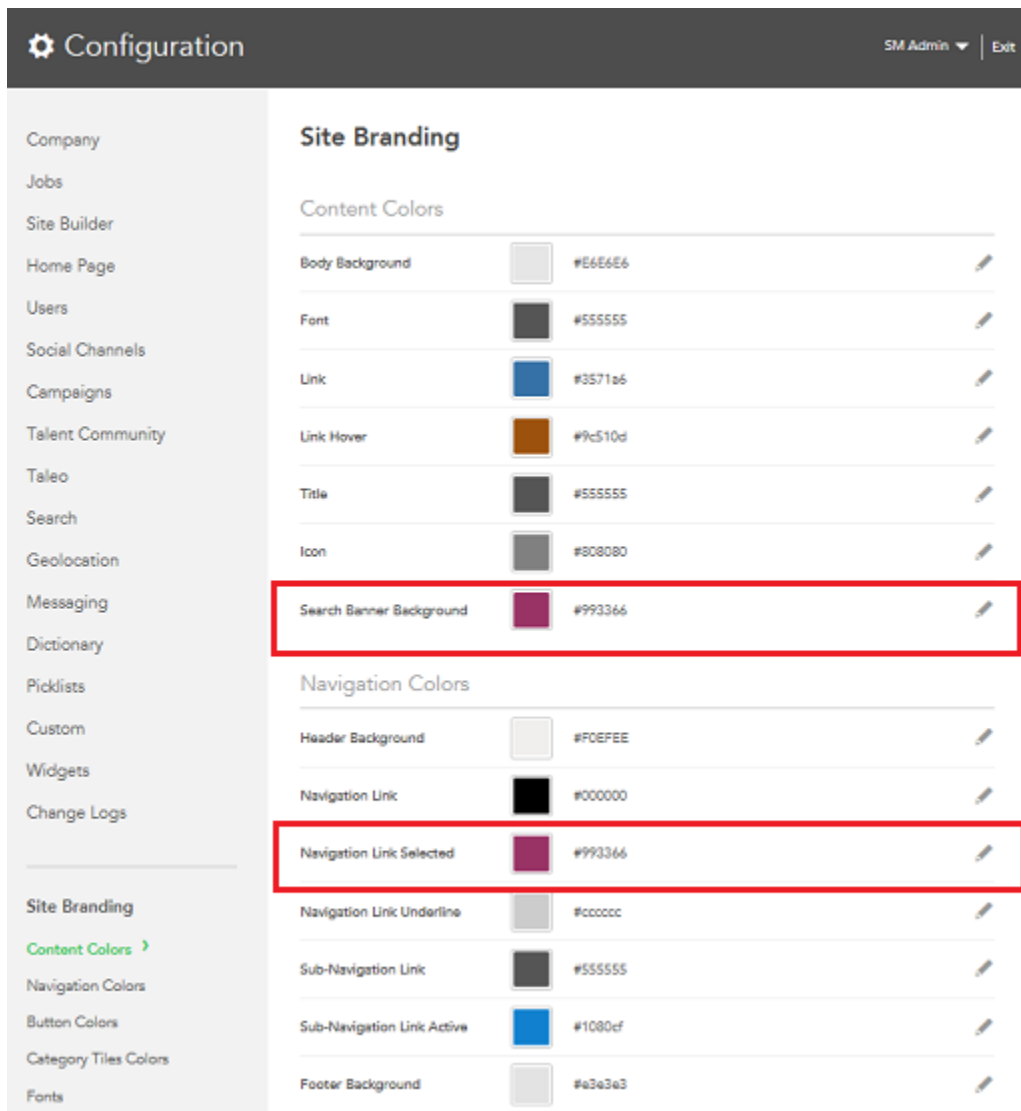 Configuration
SM Admin
Exit
Company
Jobs
Site Builder
Home Page
Users
Social Channels
Campaigns
Talent Community
Taleo
Search
Geolocation
Messaging
Dictionary
Picklists
Custom
Widgets
Change Logs
Site Branding
Content Colors
Navigation Colors
Button Colors
Category Tiles Colors
Fonts
Site Branding
Content Colors
Body Background #E6E6E6
Font #555555
Link #3571a6
Link Hover #9c510d
Title #555555
Icon #808080
Search Banner Background #993366
Navigation Colors
Header Background #F0EFEE
Navigation Link #000000
Navigation Link Selected #993366
Navigation Link Underline #cccccc
Sub-Navigation Link #555555
Sub-Navigation Link Active #1080cf
Footer Background #e3e3e3